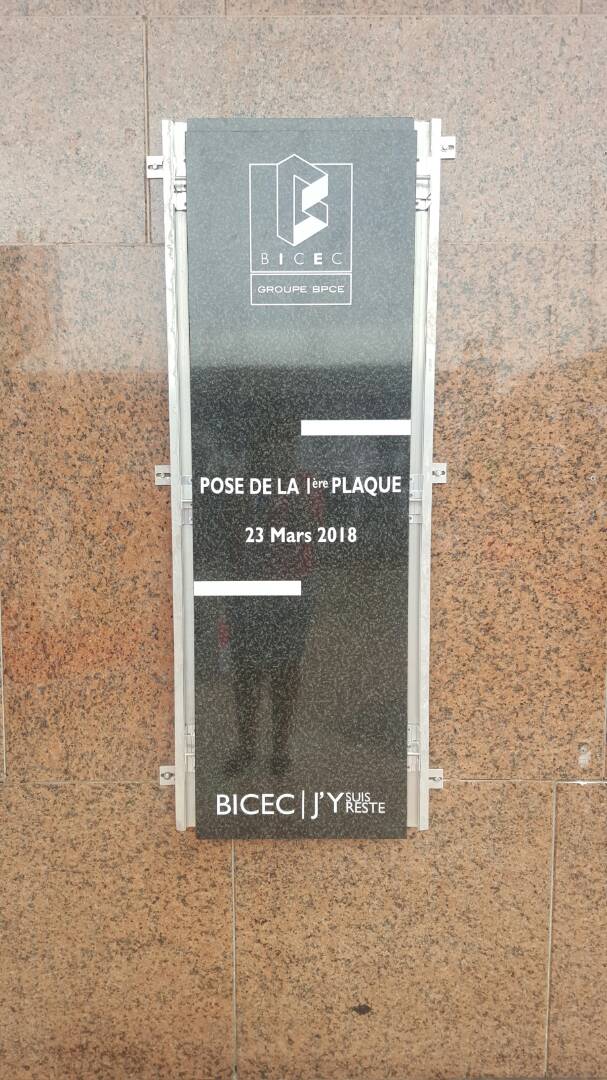 BICEC
GROUPE BPCE
POSE DE LA 1ère PLAQUE
23 Mars 2018
BICEC | J'Y SUIS
RESTE